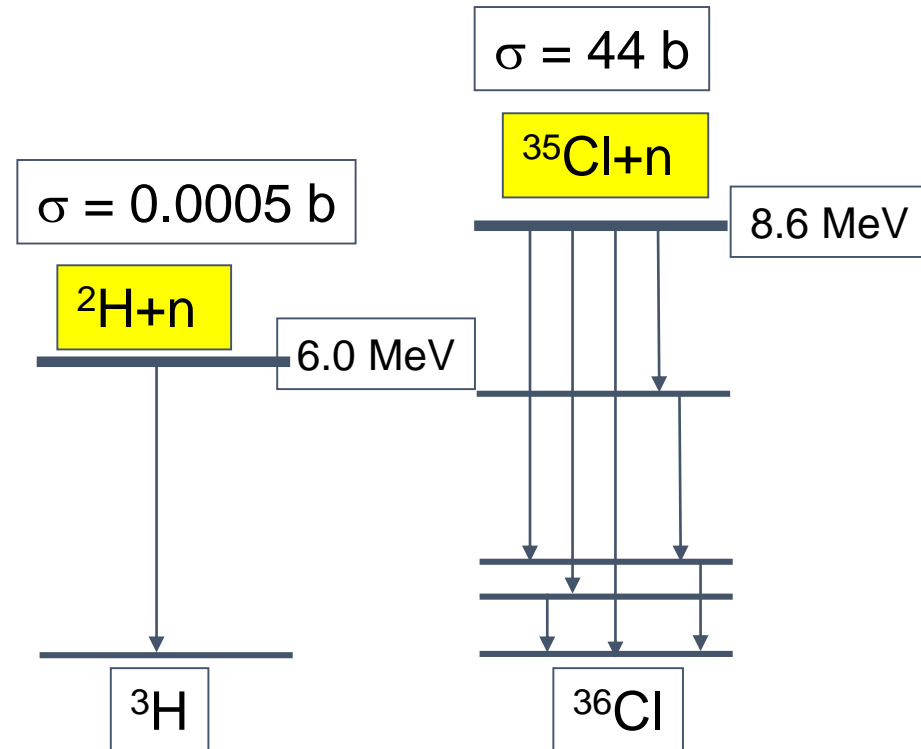 σ = 44 b
³⁵Cl+n
8.6 MeV
σ = 0.0005 b
²H+n
6.0 MeV
³H
³⁶Cl